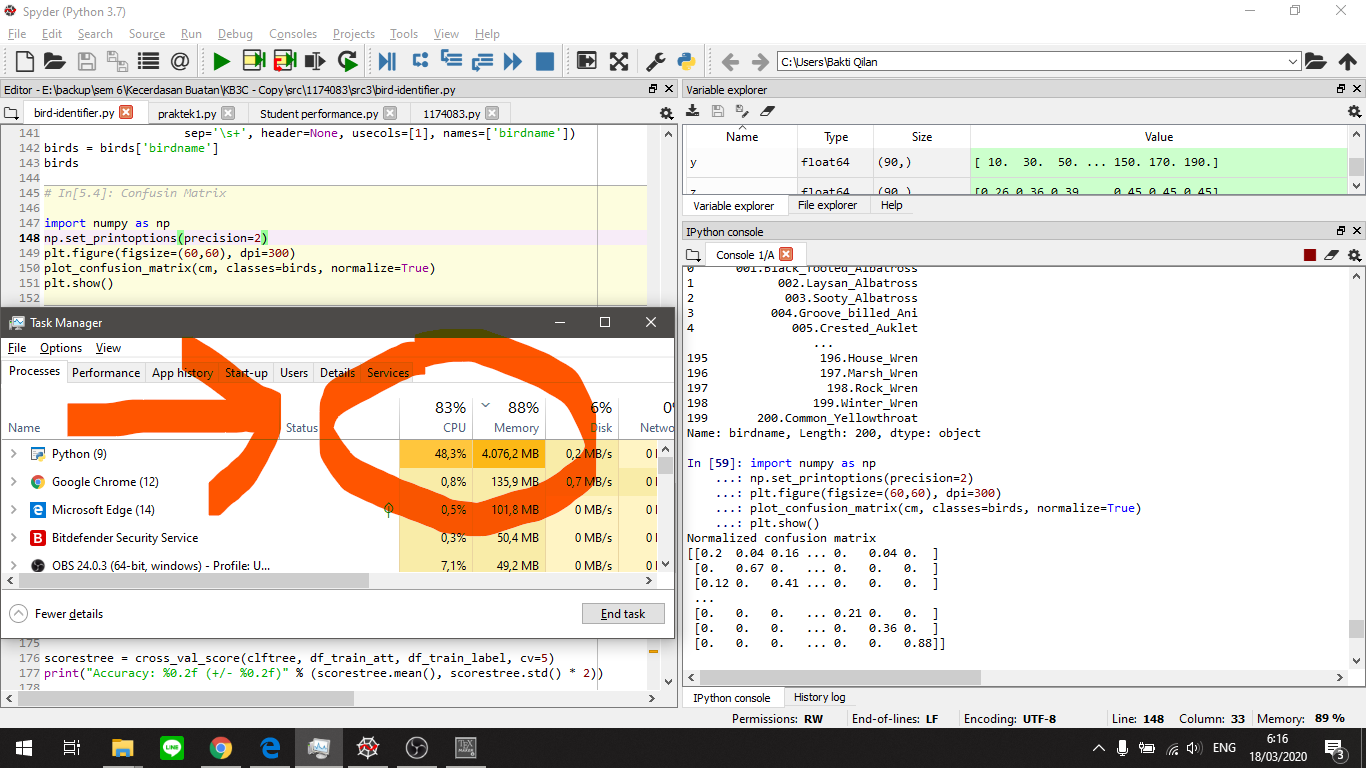 Spyder (Python 3.7)
File Edit Search Source Run Debug Consoles Projects Tools View Help
C:\Users\Bakti Qilan
Editor - E:\backup\sem 6\Kecerdasan Buatan\KB3C - Copy\src\1174083\src3\bird-identifier.py
bird-identifier.py praktek1.py Student performance.py 1174083.py
141 sep='\s+', header=None, usecols=[1], names=['birdname'])
142 birds = birds['birdname']
143 birds
144
145 # In[5.4]: Confusin Matrix
146
147 import numpy as np
148 np.set_printoptions(precision=2)
149 plt.figure(figsize=(60,60), dpi=300)
150 plot_confusion_matrix(cm, classes=birds, normalize=True)
151 plt.show()
152
Task Manager
File Options View
Processes Performance App history Start-up Users Details Services
83% 88% 6% 0%
Name Status CPU Memory Disk Netwo
Python (9) 48,3% 4.076,2 MB 0,2 MB/s
Google Chrome (12) 0,8% 135,9 MB 0,7 MB/s
Microsoft Edge (14) 0,5% 101,8 MB 0 MB/s
Bitdefender Security Service 0,3% 50,4 MB 0 MB/s
OBS 24.0.3 (64-bit, windows) - Profile: U... 7,1% 49,2 MB 0 MB/s
Fewer details End task
175
176 scorestree = cross_val_score(clftree, df_train_att, df_train_label, cv=5)
177 print("Accuracy: %0.2f (+/- %0.2f)" % (scorestree.mean(), scorestree.std() * 2))
178
Variable explorer
Name Type Size Value
y float64 (90,) [ 10. 30. 50. ... 150. 170. 190.]
z float64 (90,) [0.26 0.36 0.39 ... 0.45 0.45 0.45]
Variable explorer File explorer Help
IPython console
Console 1/A
0 001.Black_footed_Albatross
1 002.Laysan_Albatross
2 003.Sooty_Albatross
3 004.Groove_billed_Ani
4 005.Crested_Auklet
...
195 196.House_Wren
196 197.Marsh_Wren
197 198.Rock_Wren
198 199.Winter_Wren
199 200.Common_Yellowthroat
Name: birdname, Length: 200, dtype: object
In [59]: import numpy as np
...: np.set_printoptions(precision=2)
...: plt.figure(figsize=(60,60), dpi=300)
...: plot_confusion_matrix(cm, classes=birds, normalize=True)
...: plt.show()
Normalized confusion matrix
[[0.2 0.04 0.16 ... 0. 0.04 0. ]
[0. 0.67 0. ... 0. 0. 0. ]
[0.12 0. 0.41 ... 0. 0. 0. ]
...
[0. 0. 0. ... 0.21 0. 0. ]
[0. 0. 0. ... 0. 0.36 0. ]
[0. 0. 0. ... 0. 0. 0.88]]
IPython console History log
Permissions: RW End-of-lines: LF Encoding: UTF-8 Line: 148 Column: 33 Memory: 89 %
LINE
ENG
6:16
18/03/2020
3